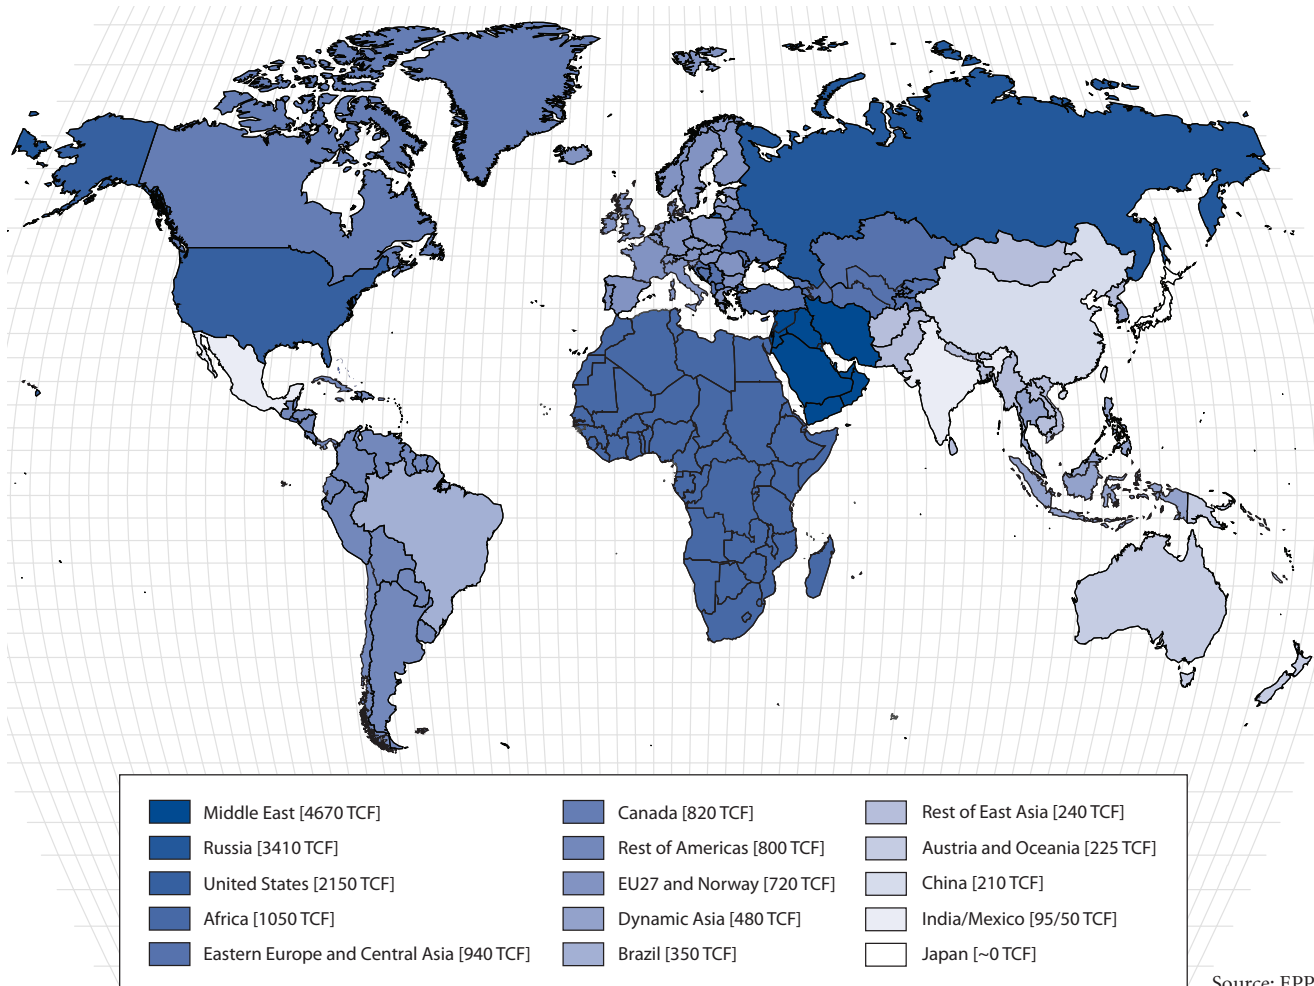 Middle East [4670 TCF]
Russia [3410 TCF]
United States [2150 TCF]
Africa [1050 TCF]
Eastern Europe and Central Asia [940 TCF]
Canada [820 TCF]
Rest of Americas [800 TCF]
EU27 and Norway [720 TCF]
Dynamic Asia [480 TCF]
Brazil [350 TCF]
Rest of East Asia [240 TCF]
Austria and Oceania [225 TCF]
China [210 TCF]
India/Mexico [95/50 TCF]
Japan [~0 TCF]
Source: EPP